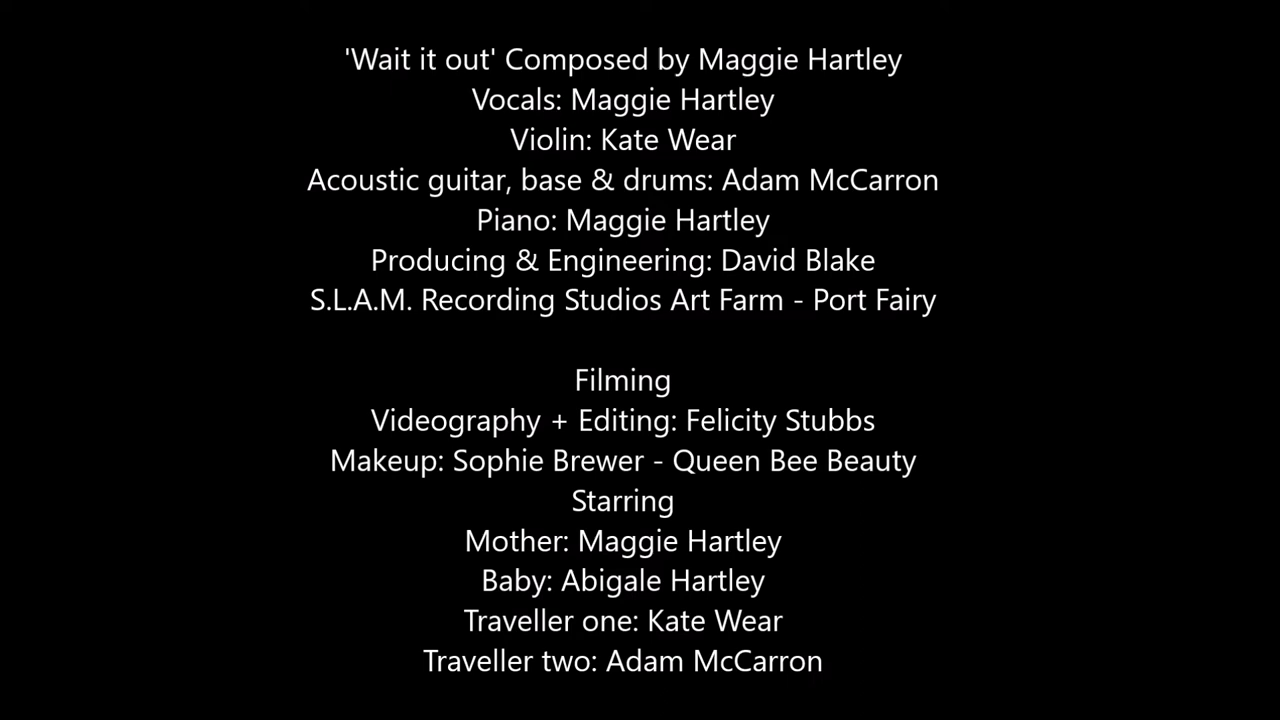 'Wait it out' Composed by Maggie Hartley
Vocals: Maggie Hartley
Violin: Kate Wear
Acoustic guitar, base & drums: Adam McCarron
Piano: Maggie Hartley
Producing & Engineering: David Blake
S.L.A.M. Recording Studios Art Farm - Port Fairy
Filming
Videography + Editing: Felicity Stubbs
Makeup: Sophie Brewer - Queen Bee Beauty
Starring
Mother: Maggie Hartley
Baby: Abigale Hartley
Traveller one: Kate Wear
Traveller two: Adam McCarron